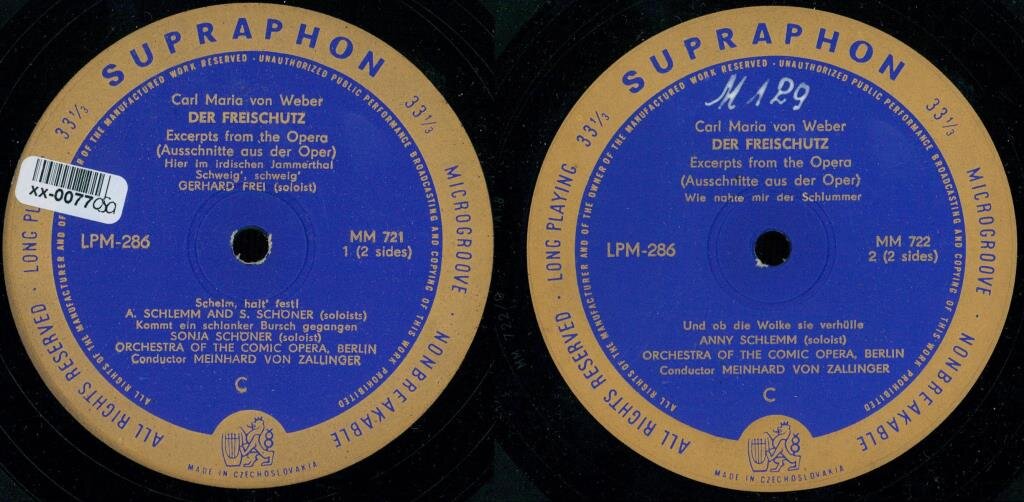 SUPRAPHON
33⅓
33⅓
LONG PLAYING
MICROGROOVE
NONBREAKABLE
ALL RIGHTS RESERVED
ALL RIGHTS OF THE MANUFACTURER AND OF THE OWNER OF THE MANUFACTURED WORK RESERVED · UNAUTHORIZED PUBLIC PERFORMANCE BROADCASTING AND COPYING OF THIS WORK PROHIBITED
Carl Maria von Weber
DER FREISCHUTZ
Excerpts from the Opera
(Ausschnitte aus der Oper)
Hier im irdischen Jammerthal
Schweig', schweig'
GERHARD FREI (soloist)
xx-0077059
LPM-286
MM 721
1 (2 sides)
Schelm, halt' fest!
A. SCHLEMM AND S. SCHÖNER (soloists)
Kommt ein schlanker Bursch gegangen
SONJA SCHÖNER (soloist)
ORCHESTRA OF THE COMIC OPERA, BERLIN
Conductor MEINHARD VON ZALLINGER
C
MADE IN CZECHOSLOVAKIA
SUPRAPHON
33⅓
33⅓
LONG PLAYING
MICROGROOVE
NONBREAKABLE
ALL RIGHTS RESERVED
ALL RIGHTS OF THE MANUFACTURER AND OF THE OWNER OF THE MANUFACTURED WORK RESERVED · UNAUTHORIZED PUBLIC PERFORMANCE BROADCASTING AND COPYING OF THIS WORK PROHIBITED
M 129
Carl Maria von Weber
DER FREISCHUTZ
Excerpts from the Opera
(Ausschnitte aus der Oper)
Wie nahte mir der Schlummer
LPM-286
MM 722
2 (2 sides)
Und ob die Wolke sie verhülle
ANNY SCHLEMM (soloist)
ORCHESTRA OF THE COMIC OPERA, BERLIN
Conductor MEINHARD VON ZALLINGER
C
MADE IN CZECHOSLOVAKIA